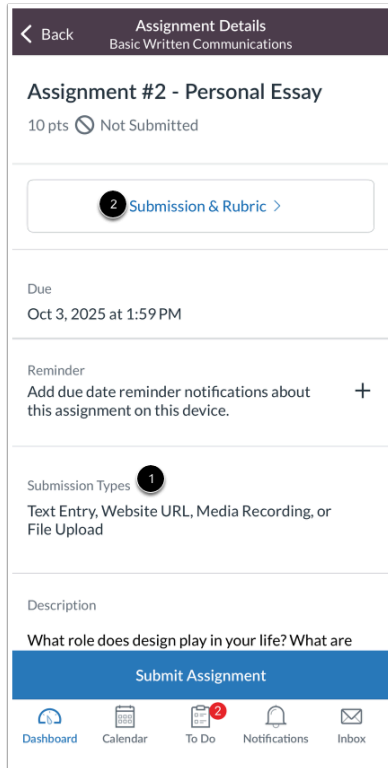 Back
Assignment Details
Basic Written Communications
Assignment #2 - Personal Essay
10 pts Not Submitted
2 Submission & Rubric >
Due
Oct 3, 2025 at 1:59 PM
Reminder
Add due date reminder notifications about
this assignment on this device.
Submission Types 1
Text Entry, Website URL, Media Recording, or
File Upload
Description
What role does design play in your life? What are
Submit Assignment
2
Dashboard Calendar To Do Notifications Inbox